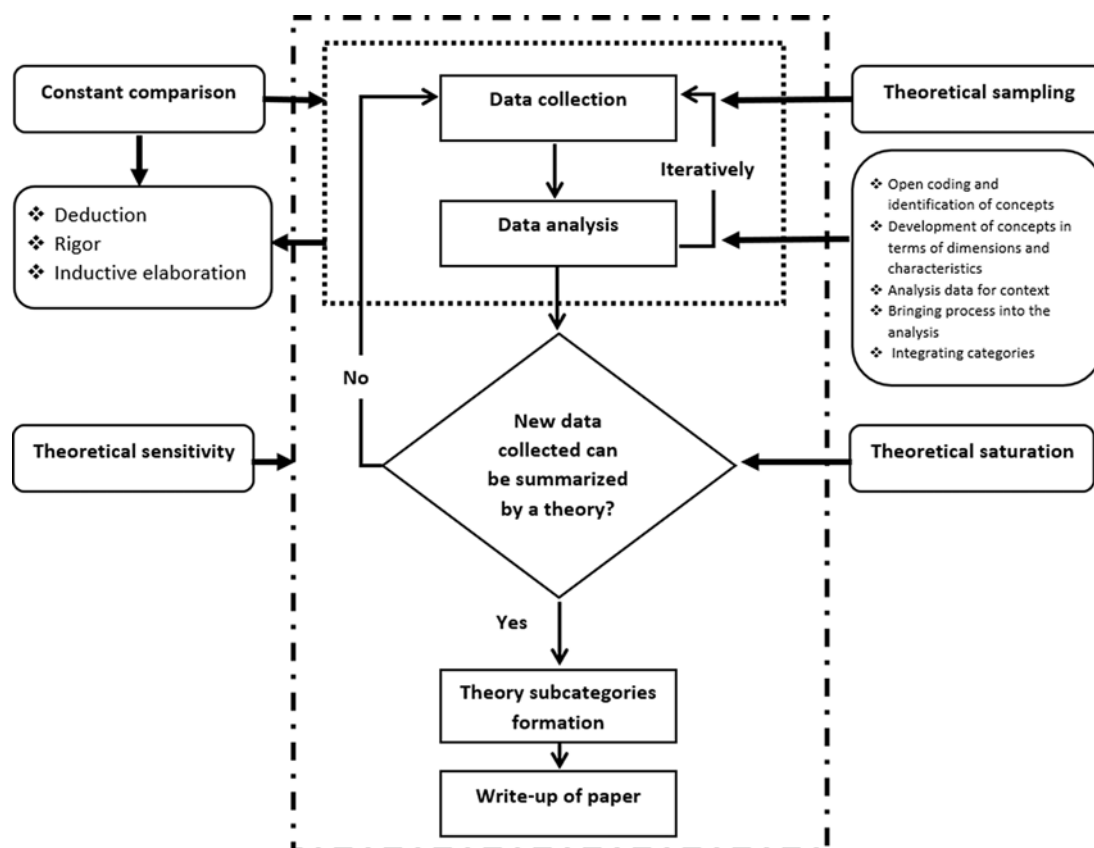 Constant comparison
Data collection
Theoretical sampling
Iteratively
❖ Deduction
❖ Rigor
❖ Inductive elaboration
Data analysis
❖ Open coding and
identification of concepts
❖ Development of concepts in
terms of dimensions and
characteristics
❖ Analysis data for context
❖ Bringing process into the
analysis
❖ Integrating categories
No
Theoretical sensitivity
New data
collected can
be summarized
by a theory?
Theoretical saturation
Yes
Theory subcategories
formation
Write-up of paper